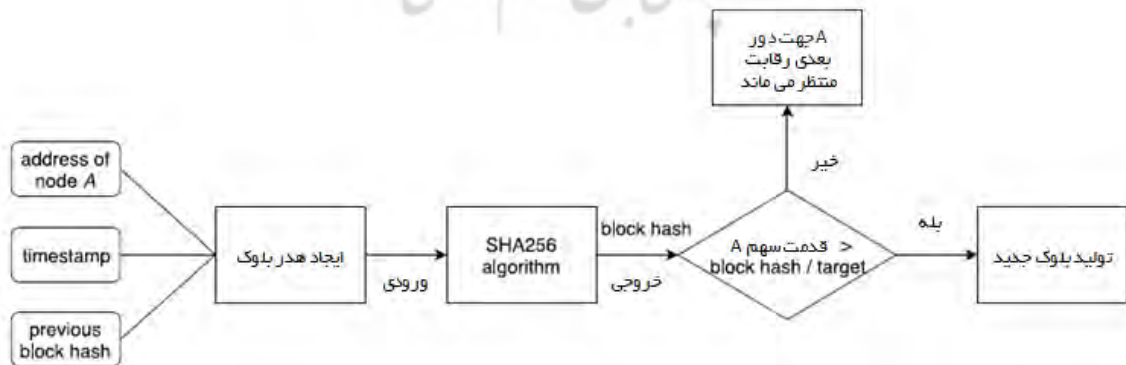 A جهت دور
بعدی رقابت
منتظر می ماند
address of
node A
timestamp
previous
block hash
ایجاد هدر بلوک
ورودی
SHA256
algorithm
block hash
خروجی
قدمت سهم A <
block hash / target
خیر
بله
تولید بلوک جدید